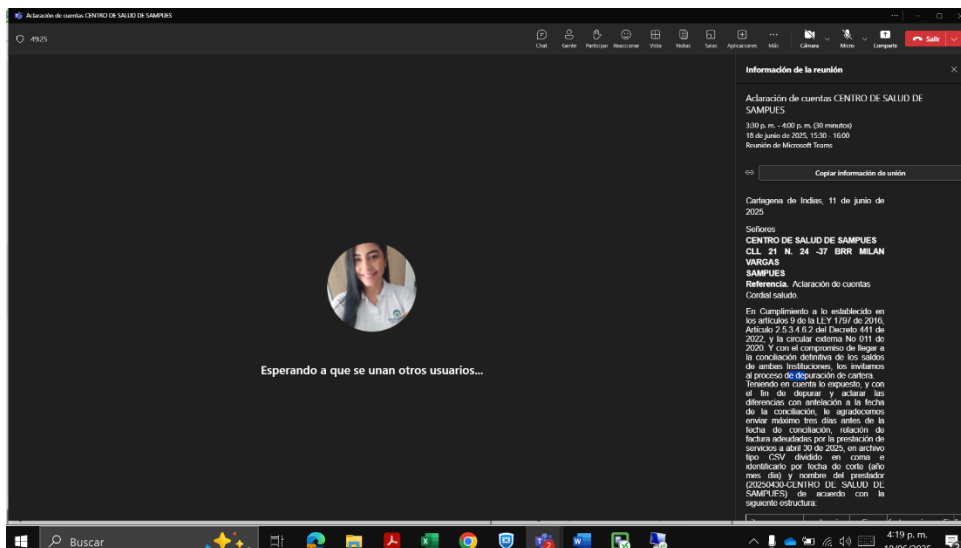 Aclaración de cuentas CENTRO DE SALUD DE SAMPUES
49:25
Chat Gente Participar Reaccionar Vista Notas Salas Aplicaciones Más Cámara Micro Compartir Salir
Información de la reunión
Aclaración de cuentas CENTRO DE SALUD DE
SAMPUES
3:30 p. m. - 4:00 p. m. (30 minutos)
18 de junio de 2025, 15:30 - 16:00
Reunión de Microsoft Teams
Copiar información de unión
Cartagena de Indias, 11 de junio de
2025
Señores
CENTRO DE SALUD DE SAMPUES
CLL 21 N. 24 -37 BRR MILAN
VARGAS
SAMPUES
Referencia. Aclaración de cuentas
Cordial saludo.
En Cumplimiento a lo establecido en
los artículos 9 de la LEY 1797 de 2016,
Artículo 2.5.3.4.6.2 del Decreto 441 de
2022, y la circular externa No 011 de
2020. Y con el compromiso de llegar a
la conciliación definitiva de los saldos
de ambas Instituciones, los invitamos
al proceso de depuración de cartera.
Teniendo en cuenta lo expuesto, y con
el fin de depurar y aclarar las
diferencias con antelación a la fecha
de la conciliación, le agradecemos
enviar máximo tres días antes de la
fecha de conciliación, relación de
factura adeudadas por la prestación de
servicios a abril 30 de 2025, en archivo
tipo CSV dividido en coma e
identificarlo por fecha de corte (año
mes dia) y nombre del prestador
(20250430-CENTRO DE SALUD DE
SAMPUES) de acuerdo con la
siguiente estructura:
Esperando a que se unan otros usuarios...
Buscar
4:19 p. m.
18/06/2025